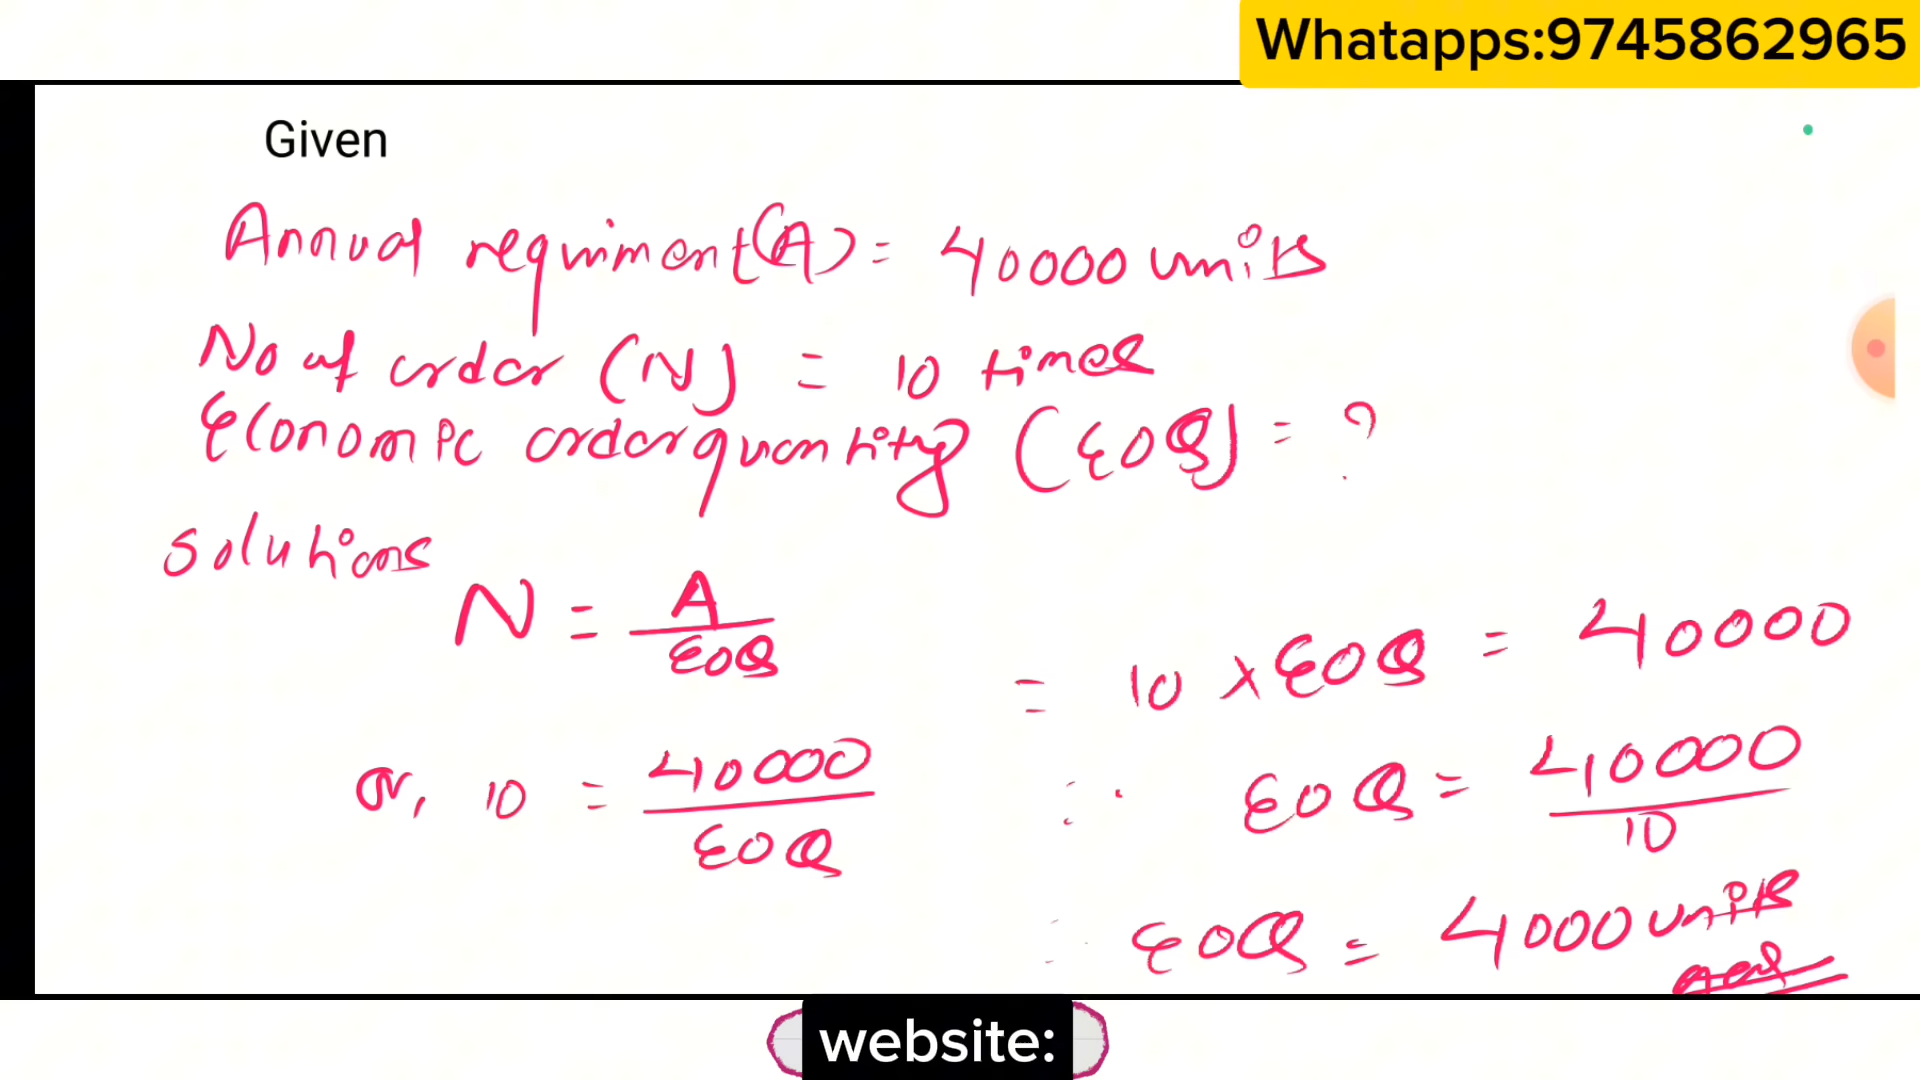 Whatapps:9745862965
Given
Annual requirment(A) = 40000 units
No of order (N) = 10 times
Economic order quantity (EOQ) = ?
Solutions
N = A / EOQ
or, 10 = 40000 / EOQ
= 10 × EOQ = 40000
∴ EOQ = 40000 / 10
∴ EOQ = 4000 units
Ans
website: